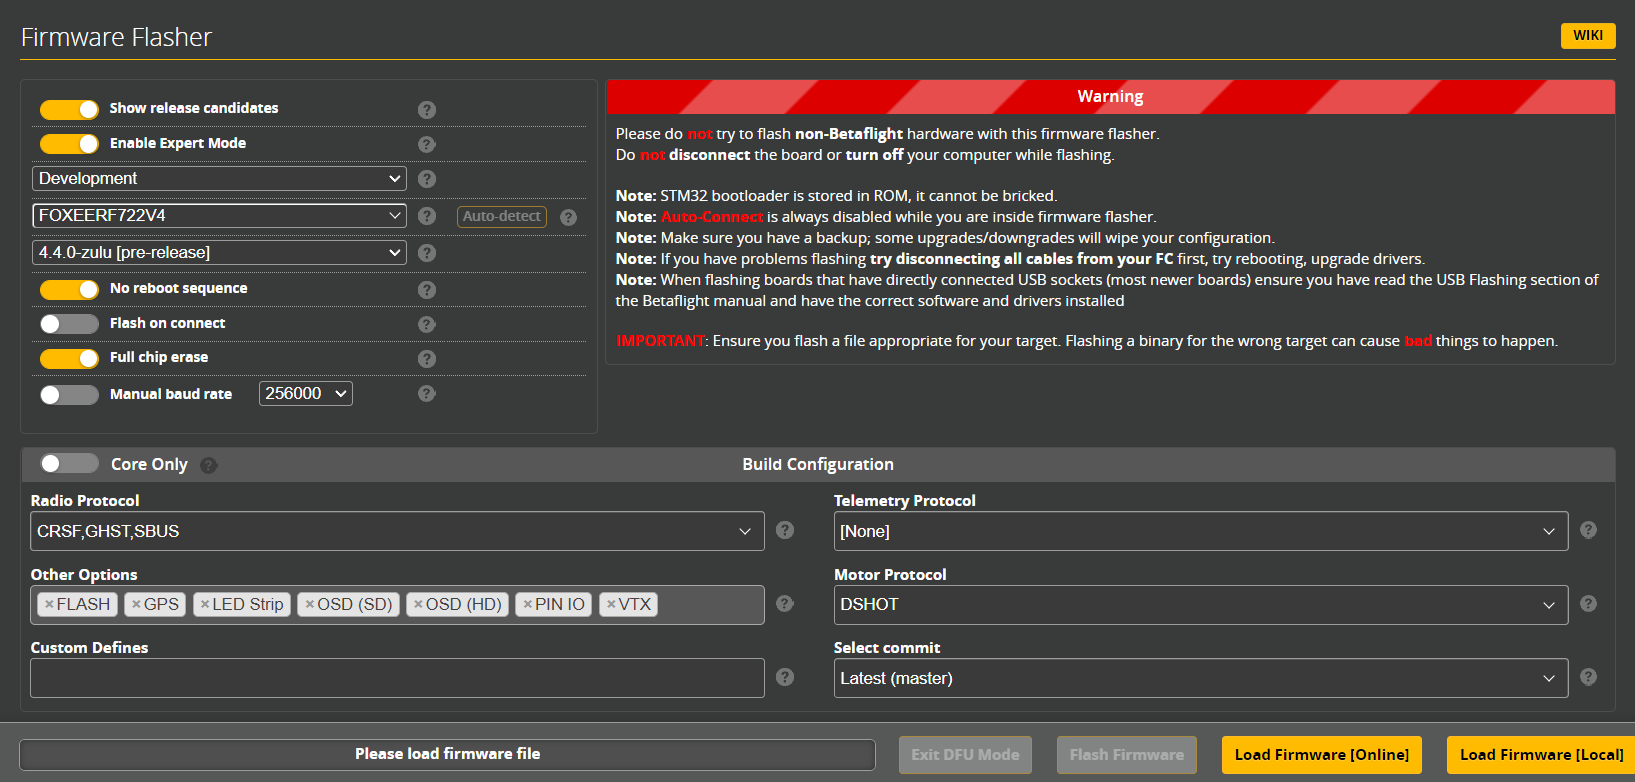 Firmware Flasher
WIKI
Show release candidates
Enable Expert Mode
Development
FOXEERF722V4
Auto-detect
4.4.0-zulu [pre-release]
No reboot sequence
Flash on connect
Full chip erase
Manual baud rate 256000
Warning
Please do not try to flash non-Betaflight hardware with this firmware flasher.
Do not disconnect the board or turn off your computer while flashing.
Note: STM32 bootloader is stored in ROM, it cannot be bricked.
Note: Auto-Connect is always disabled while you are inside firmware flasher.
Note: Make sure you have a backup; some upgrades/downgrades will wipe your configuration.
Note: If you have problems flashing try disconnecting all cables from your FC first, try rebooting, upgrade drivers.
Note: When flashing boards that have directly connected USB sockets (most newer boards) ensure you have read the USB Flashing section of
the Betaflight manual and have the correct software and drivers installed
IMPORTANT: Ensure you flash a file appropriate for your target. Flashing a binary for the wrong target can cause bad things to happen.
Core Only
Build Configuration
Radio Protocol
CRSF,GHST,SBUS
Telemetry Protocol
[None]
Other Options
×FLASH ×GPS ×LED Strip ×OSD (SD) ×OSD (HD) ×PIN IO ×VTX
Motor Protocol
DSHOT
Custom Defines
Select commit
Latest (master)
Please load firmware file
Exit DFU Mode
Flash Firmware
Load Firmware [Online]
Load Firmware [Local]